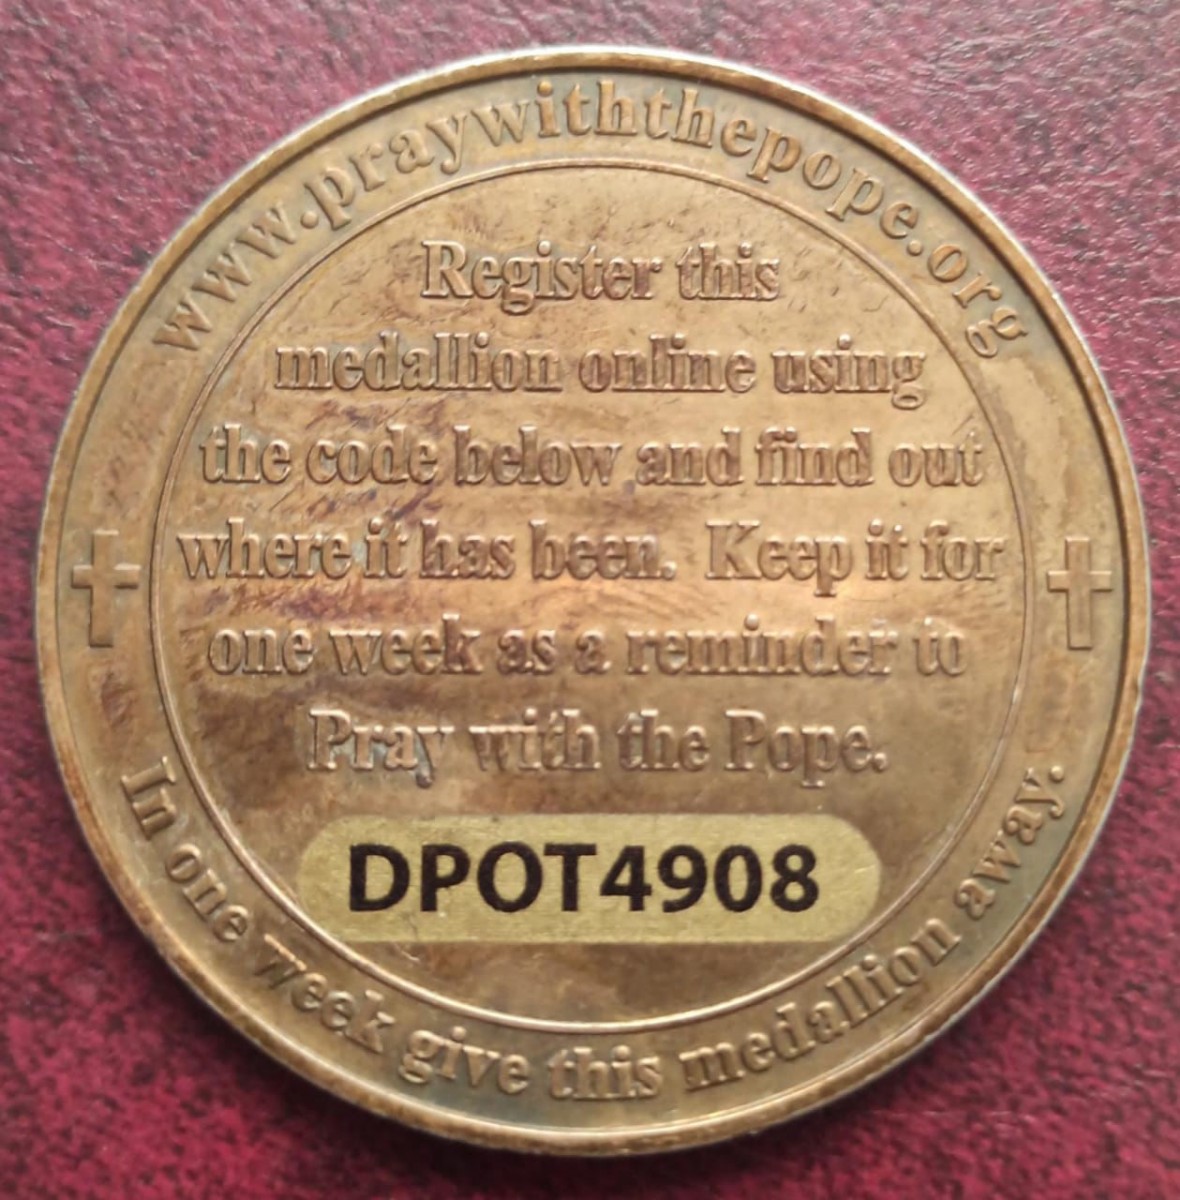 www.praywiththepope.org
Register this
medallion online using
the code below and find out
where it has been. Keep it for
one week as a reminder to
Pray with the Pope.
DPOT4908
In one week give this medallion away.